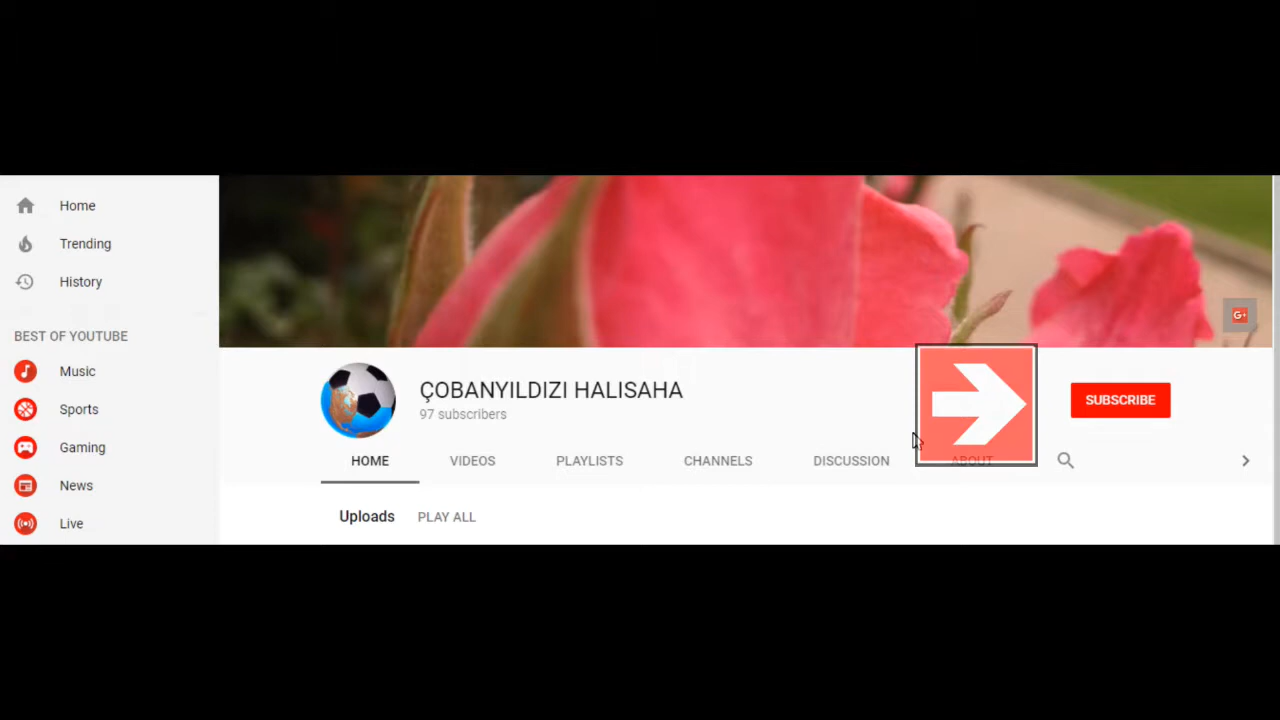 Home
Trending
History
BEST OF YOUTUBE
Music
Sports
Gaming
News
Live
G+
ÇOBANYILDIZI HALISAHA
97 subscribers
SUBSCRIBE
HOME VIDEOS PLAYLISTS CHANNELS DISCUSSION ABOUT
Uploads PLAY ALL